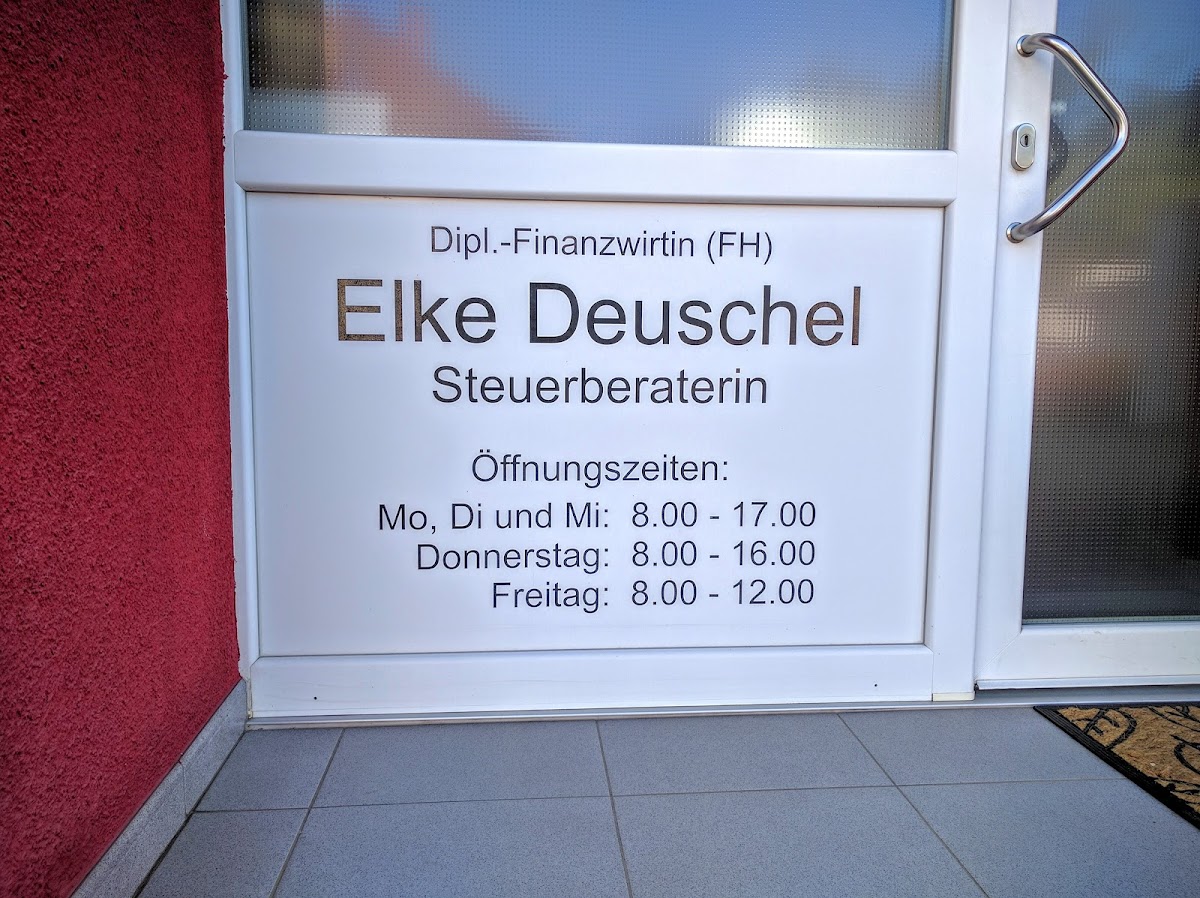 Dipl.-Finanzwirtin (FH)
Elke Deuschel
Steuerberaterin
Öffnungszeiten:
Mo, Di und Mi: 8.00 - 17.00
Donnerstag: 8.00 - 16.00
Freitag: 8.00 - 12.00